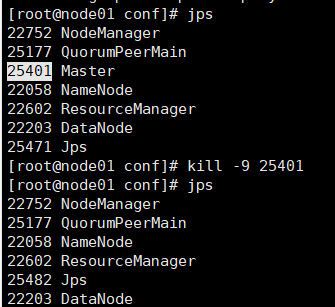 [root@node01 conf]# jps
22752 NodeManager
25177 QuorumPeerMain
25401 Master
22058 NameNode
22602 ResourceManager
22203 DataNode
25471 Jps
[root@node01 conf]# kill -9 25401
[root@node01 conf]# jps
22752 NodeManager
25177 QuorumPeerMain
22058 NameNode
22602 ResourceManager
25482 Jps
22203 DataNode